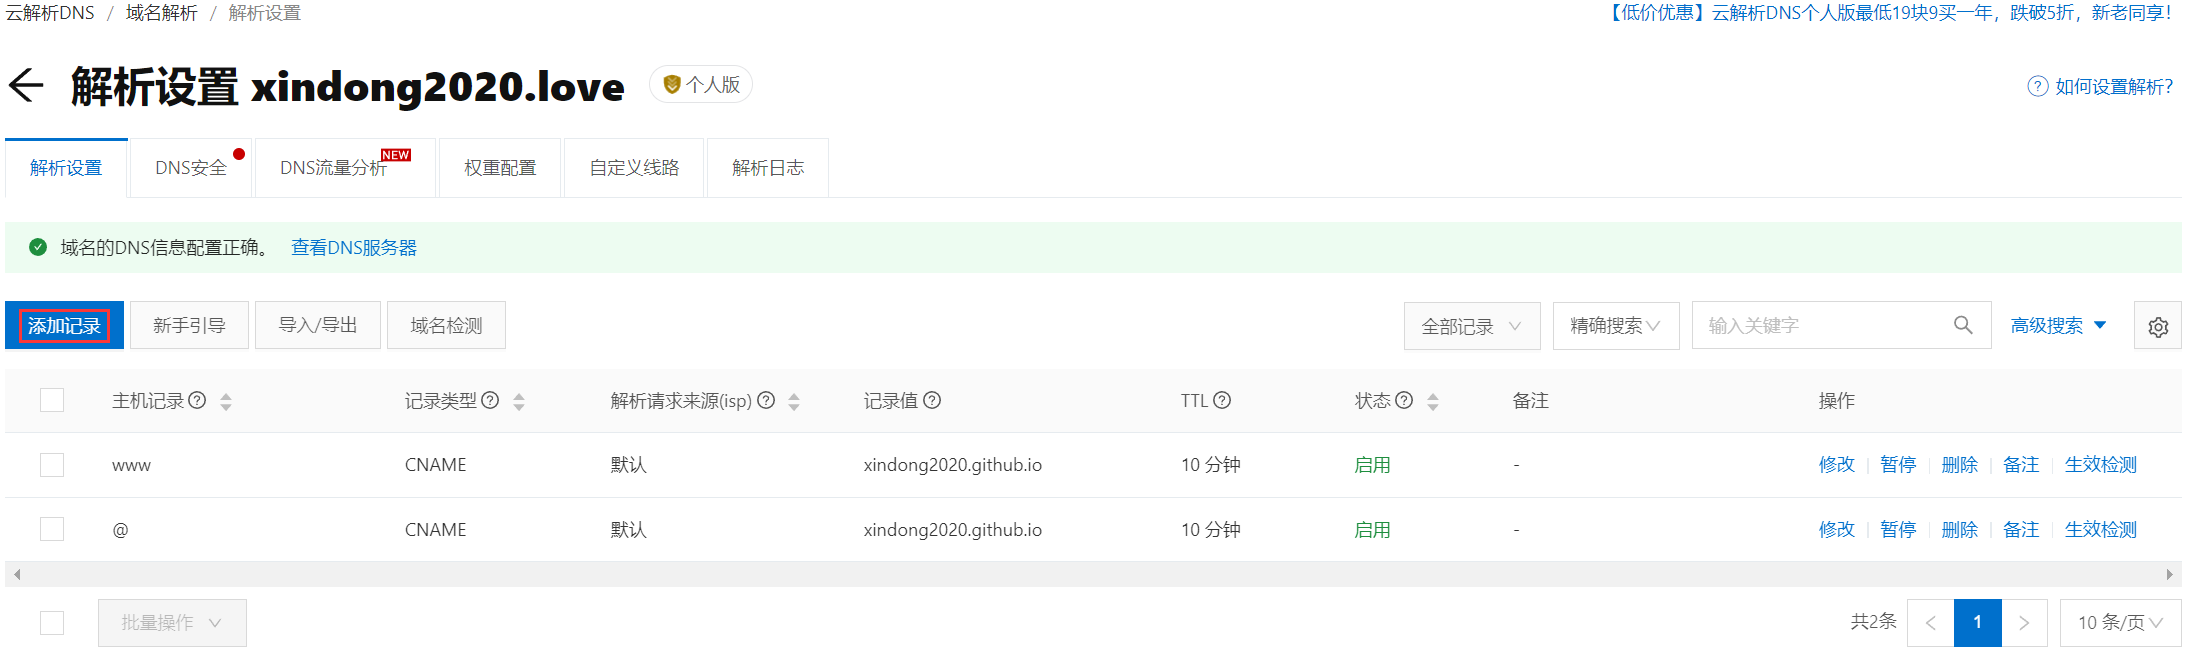 云解析DNS / 域名解析 / 解析设置
【低价优惠】云解析DNS个人版最低19块9买一年，跌破5折，新老同享！
解析设置 xindong2020.love 个人版
如何设置解析？
解析设置 DNS安全 DNS流量分析 NEW 权重配置 自定义线路 解析日志
域名的DNS信息配置正确。 查看DNS服务器
添加记录 新手引导 导入/导出 域名检测 全部记录 精确搜索 输入关键字 高级搜索
主机记录 记录类型 解析请求来源(isp) 记录值 TTL 状态 备注 操作
www CNAME 默认 xindong2020.github.io 10 分钟 启用 - 修改 暂停 删除 备注 生效检测
@ CNAME 默认 xindong2020.github.io 10 分钟 启用 - 修改 暂停 删除 备注 生效检测
批量操作 共2条 < 1 > 10 条/页